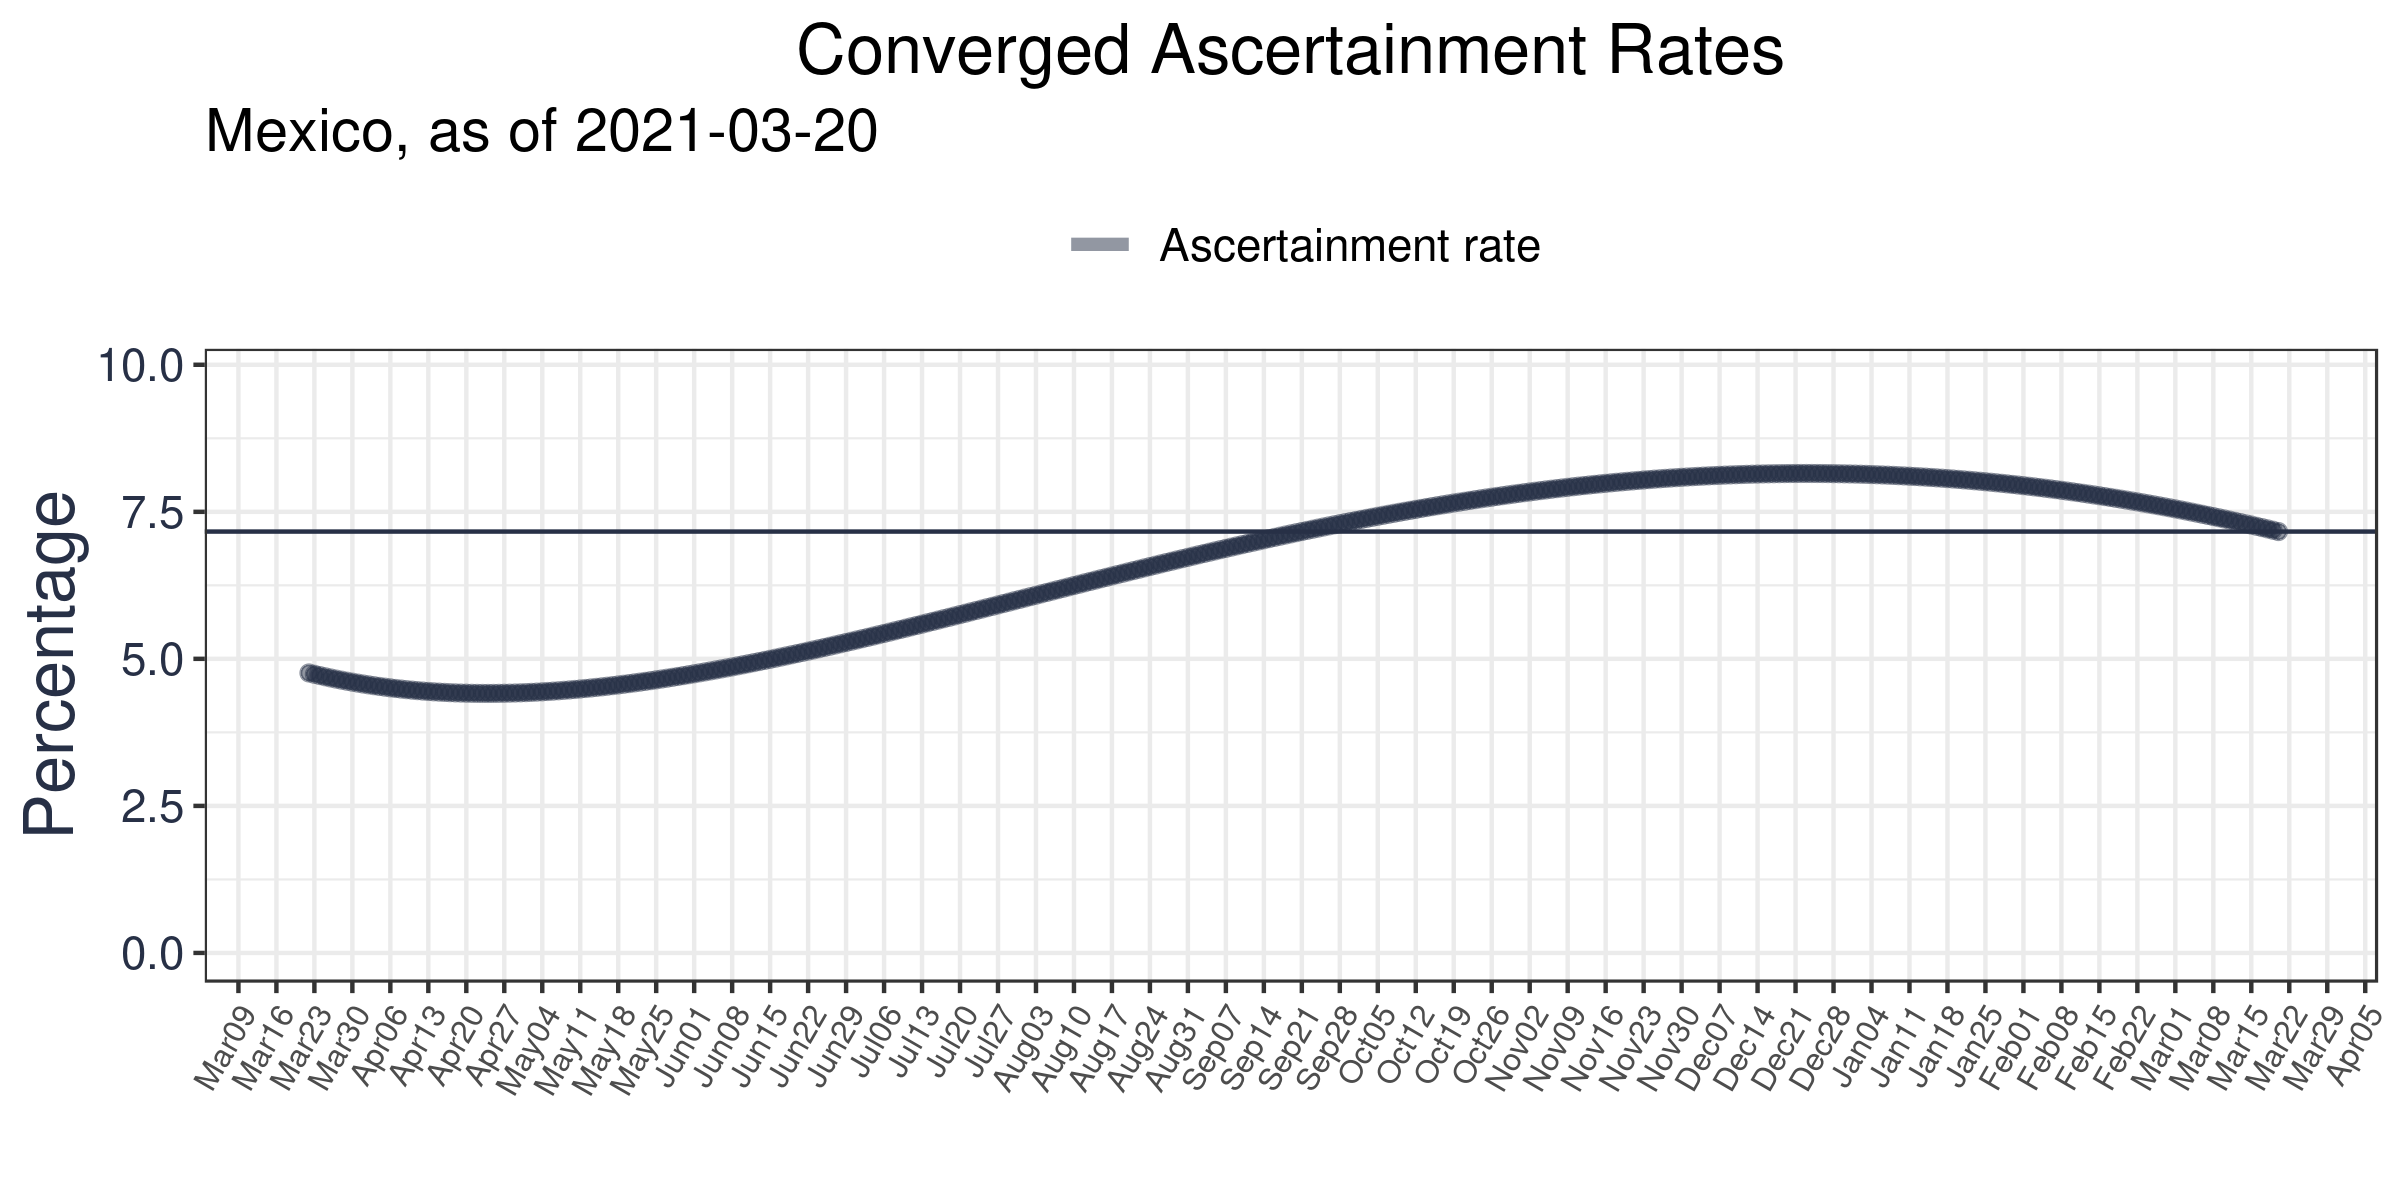 Converged Ascertainment Rates
Mexico, as of 2021-03-20
Ascertainment rate
Percentage
10.0
7.5
5.0
2.5
0.0
Mar09
Mar16
Mar23
Mar30
Apr06
Apr13
Apr20
Apr27
May04
May11
May18
May25
Jun01
Jun08
Jun15
Jun22
Jun29
Jul06
Jul13
Jul20
Jul27
Aug03
Aug10
Aug17
Aug24
Aug31
Sep07
Sep14
Sep21
Sep28
Oct05
Oct12
Oct19
Oct26
Nov02
Nov09
Nov16
Nov23
Nov30
Dec07
Dec14
Dec21
Dec28
Jan04
Jan11
Jan18
Jan25
Feb01
Feb08
Feb15
Feb22
Mar01
Mar08
Mar15
Mar22
Mar29
Apr05